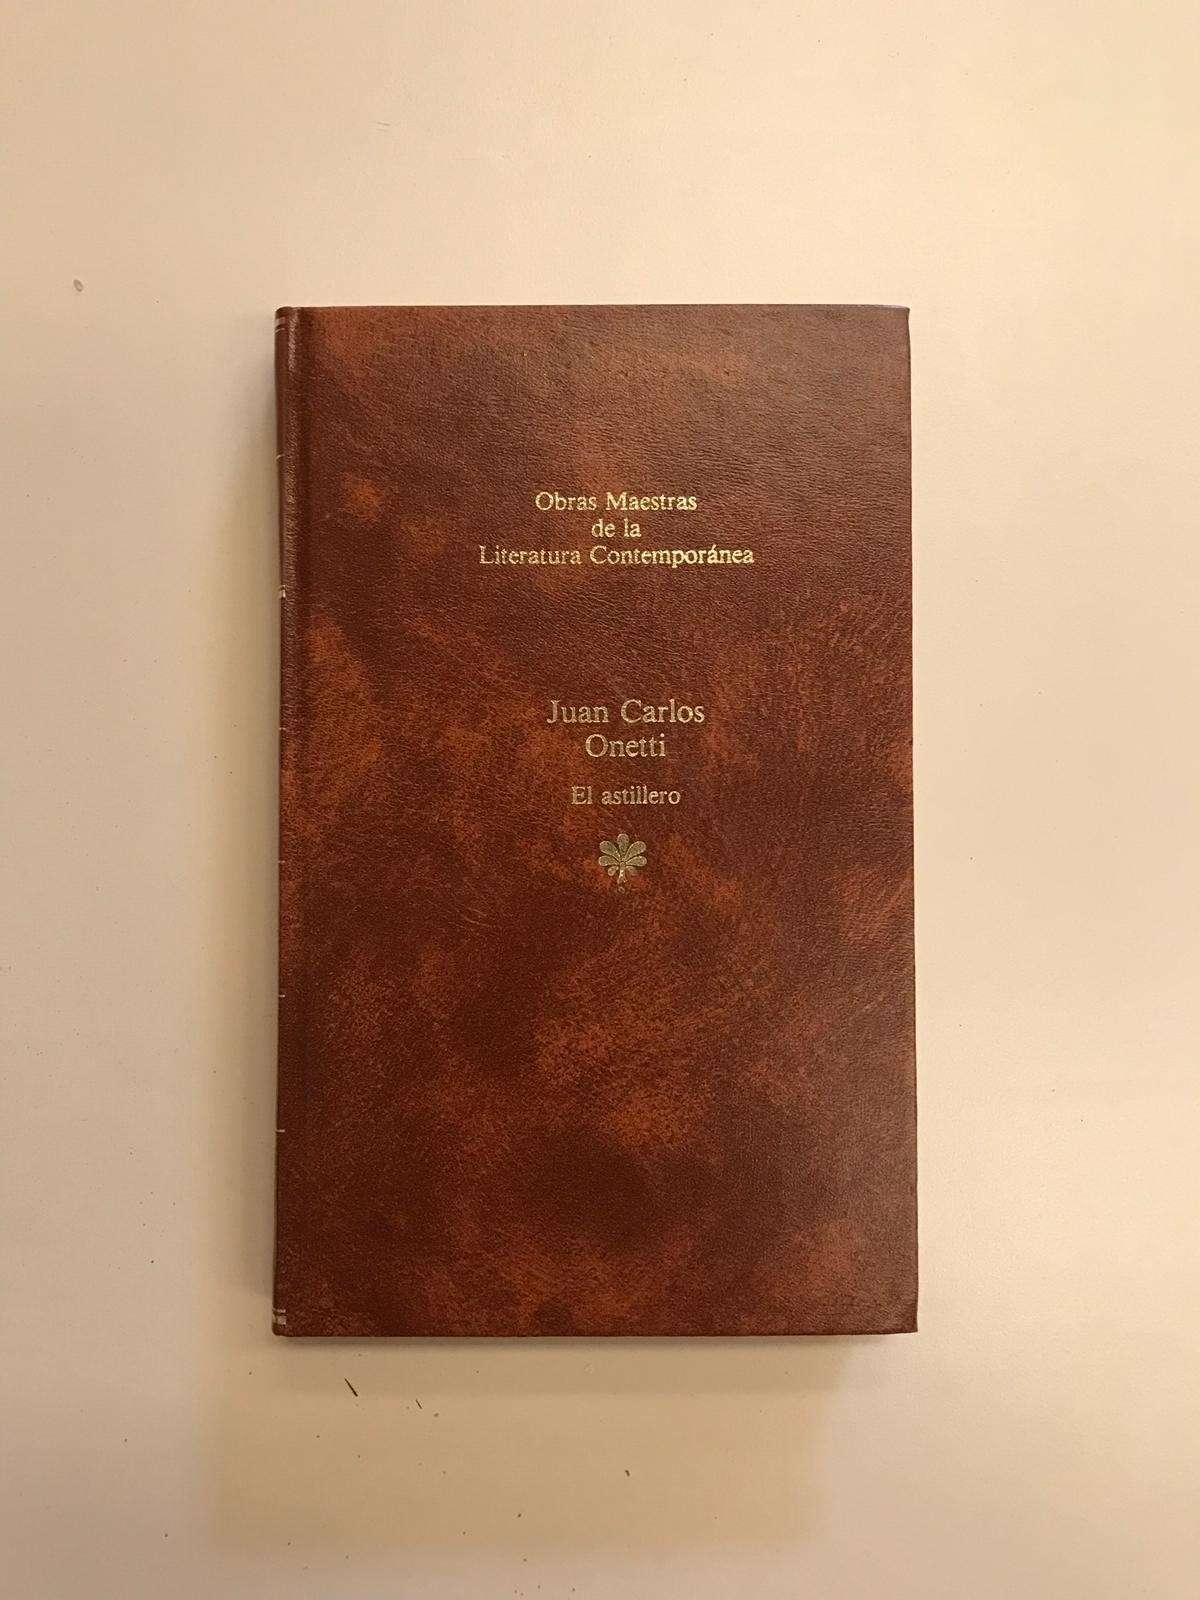 Obras Maestras
de la
Literatura Contemporánea
Juan Carlos
Onetti
El astillero